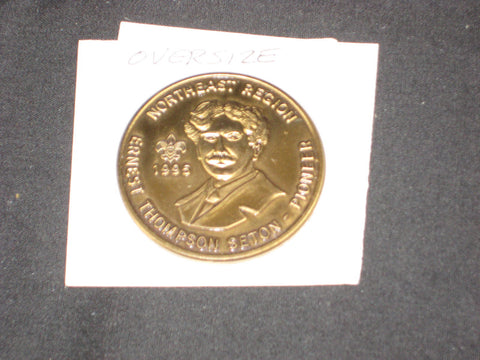 OVERSIZE
NORTHEAST REGION
1996
ERNEST THOMPSON SETON - PIONEER